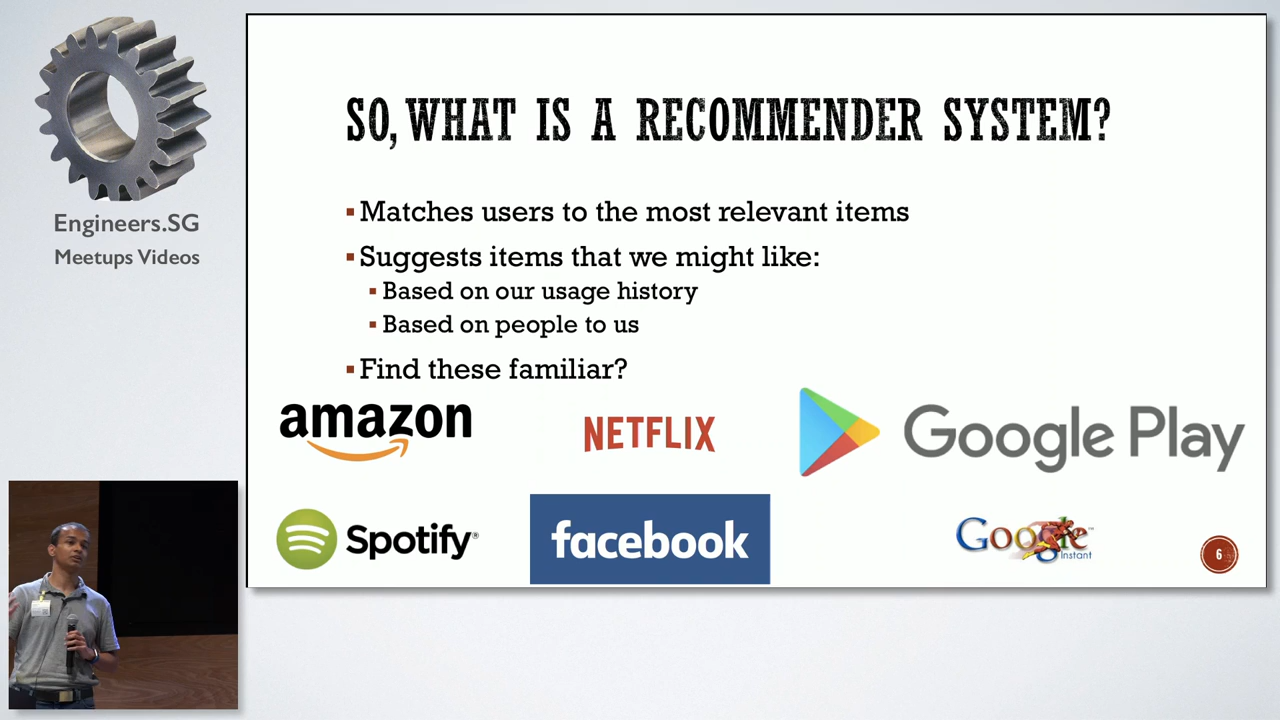 Engineers.SG
Meetups Videos
SO, WHAT IS A RECOMMENDER SYSTEM?
Matches users to the most relevant items
Suggests items that we might like:
Based on our usage history
Based on people to us
Find these familiar?
amazon
NETFLIX
Google Play
Spotify®
facebook
Google™
Instant
6